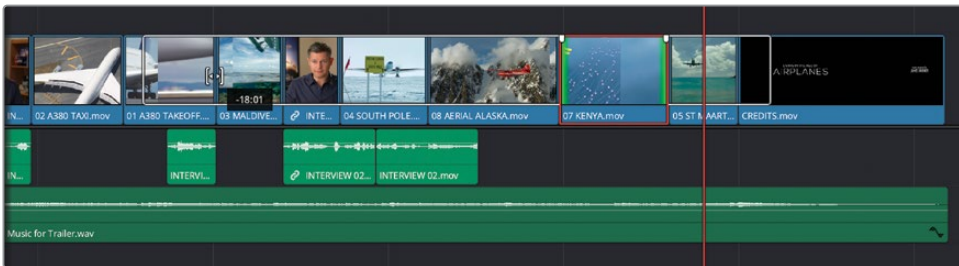 AIRPLANES
-18:01
IN...
02 A380 TAXI.mov
01 A380 TAKEOFF....
03 MALDIVE...
INTE...
04 SOUTH POLE....
08 AERIAL ALASKA.mov
07 KENYA.mov
05 ST MAART...
CREDITS.mov
IN...
INTERVI...
INTERVIEW 02...
INTERVIEW 02.mov
Music for Trailer.wav